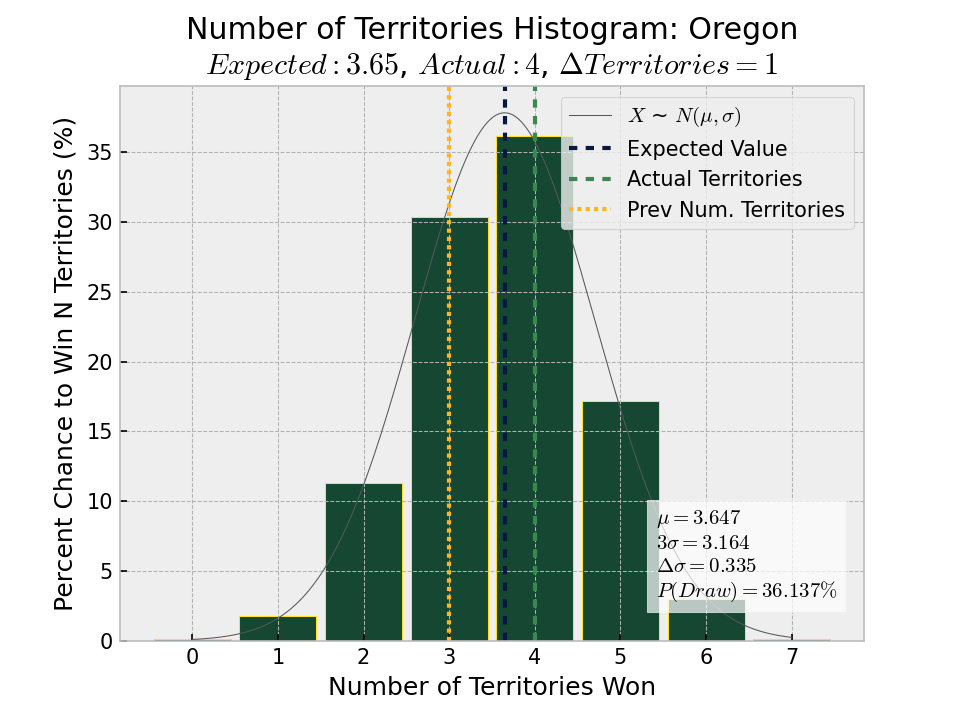 Number of Territories Histogram: Oregon
Expected : 3.65, Actual : 4, ΔTerritories = 1
Percent Chance to Win N Territories (%)
35
30
25
20
15
10
5
0
X ~ N(μ, σ)
Expected Value
Actual Territories
Prev Num. Territories
μ = 3.647
3σ = 3.164
Δσ = 0.335
P(Draw) = 36.137%
0 1 2 3 4 5 6 7
Number of Territories Won